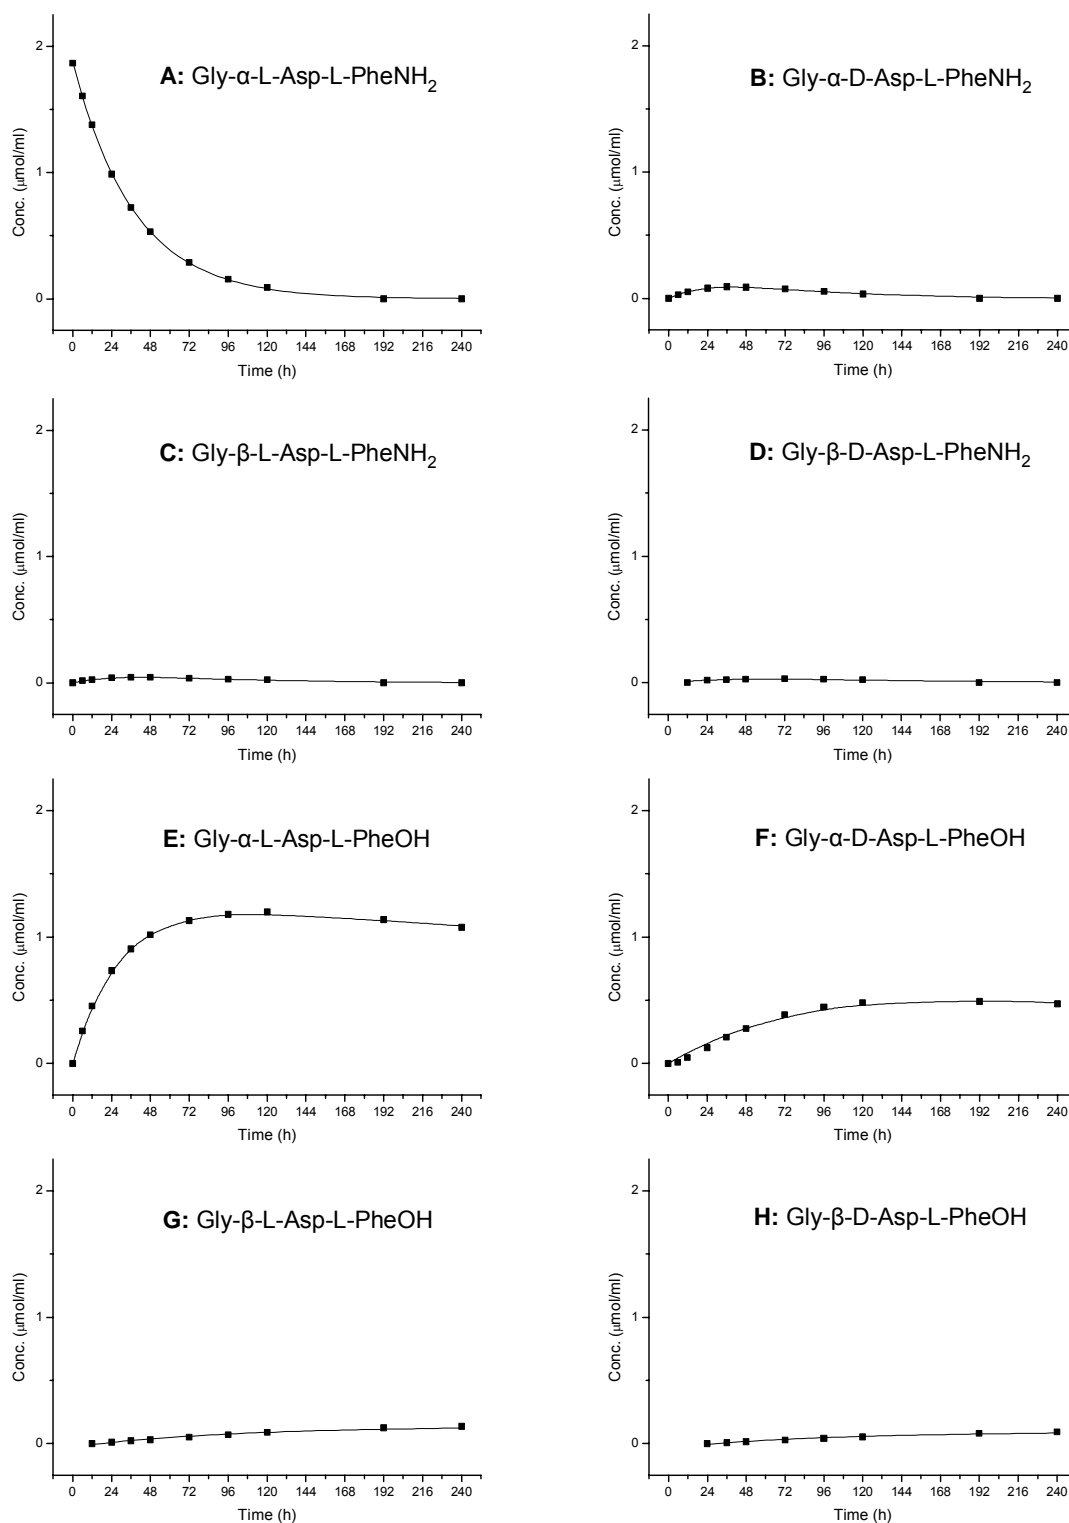 A: Gly-α-L-Asp-L-PheNH2
Conc. (μmol/ml)
2
1
0
0 24 48 72 96 120 144 168 192 216 240
Time (h)
B: Gly-α-D-Asp-L-PheNH2
Conc. (μmol/ml)
2
1
0
0 24 48 72 96 120 144 168 192 216 240
Time (h)
C: Gly-β-L-Asp-L-PheNH2
Conc. (μmol/ml)
2
1
0
0 24 48 72 96 120 144 168 192 216 240
Time (h)
D: Gly-β-D-Asp-L-PheNH2
Conc. (μmol/ml)
2
1
0
0 24 48 72 96 120 144 168 192 216 240
Time (h)
E: Gly-α-L-Asp-L-PheOH
Conc. (μmol/ml)
2
1
0
0 24 48 72 96 120 144 168 192 216 240
Time (h)
F: Gly-α-D-Asp-L-PheOH
Conc. (μmol/ml)
2
1
0
0 24 48 72 96 120 144 168 192 216 240
Time (h)
G: Gly-β-L-Asp-L-PheOH
Conc. (μmol/ml)
2
1
0
0 24 48 72 96 120 144 168 192 216 240
Time (h)
H: Gly-β-D-Asp-L-PheOH
Conc. (μmol/ml)
2
1
0
0 24 48 72 96 120 144 168 192 216 240
Time (h)